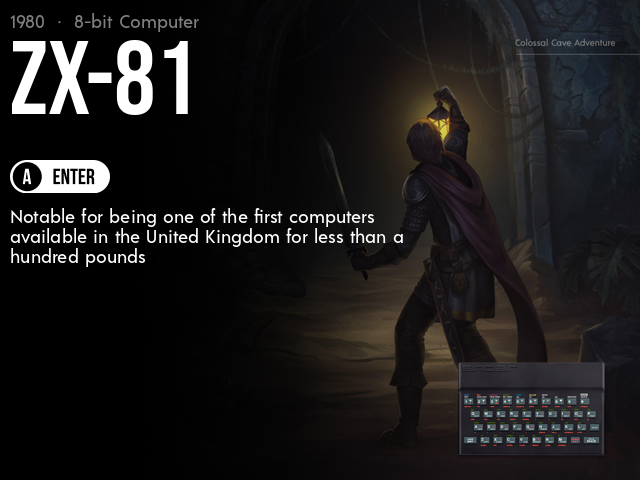 1980 · 8-bit Computer
Colossal Cave Adventure
ZX-81
A ENTER
Notable for being one of the first computers
available in the United Kingdom for less than a
hundred pounds